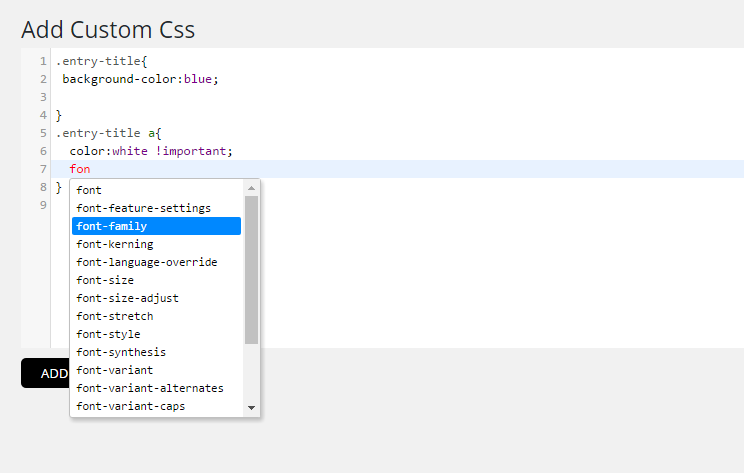 Add Custom Css
1 .entry-title{
2 background-color:blue;
3
4 }
5 .entry-title a{
6 color:white !important;
7 fon
8 }
9
font
font-feature-settings
font-family
font-kerning
font-language-override
font-size
font-size-adjust
font-stretch
font-style
font-synthesis
font-variant
font-variant-alternates
font-variant-caps
ADD